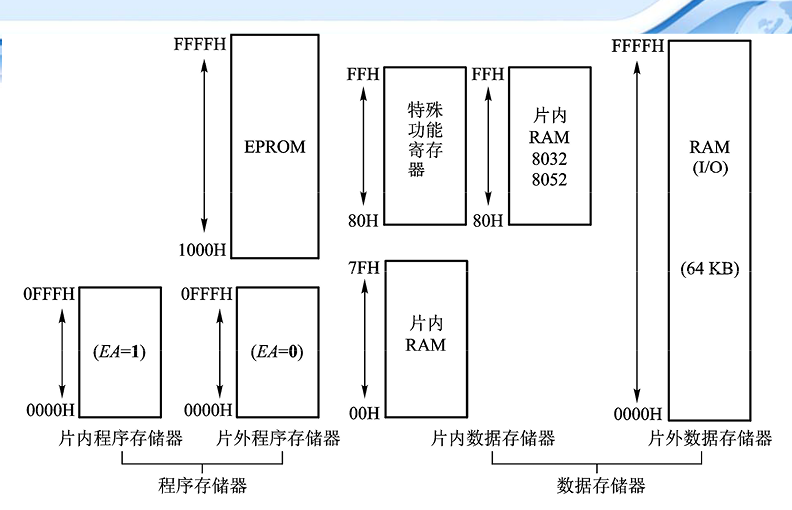 FFFFH
EPROM
1000H
0FFFH
(EA=1)
0000H
片内程序存储器
0FFFH
(EA=0)
0000H
片外程序存储器
程序存储器
FFH
特殊
功能
寄存
器
80H
FFH
片内
RAM
8032
8052
80H
7FH
片内
RAM
00H
片内数据存储器
FFFFH
RAM
(I/O)
(64 KB)
0000H
片外数据存储器
数据存储器